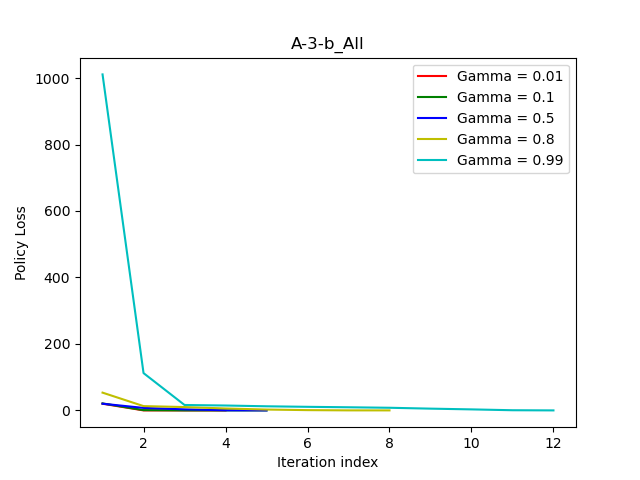 A-3-b_All
Gamma = 0.01
Gamma = 0.1
Gamma = 0.5
Gamma = 0.8
Gamma = 0.99
Policy Loss
1000
800
600
400
200
0
2
4
6
8
10
12
Iteration index